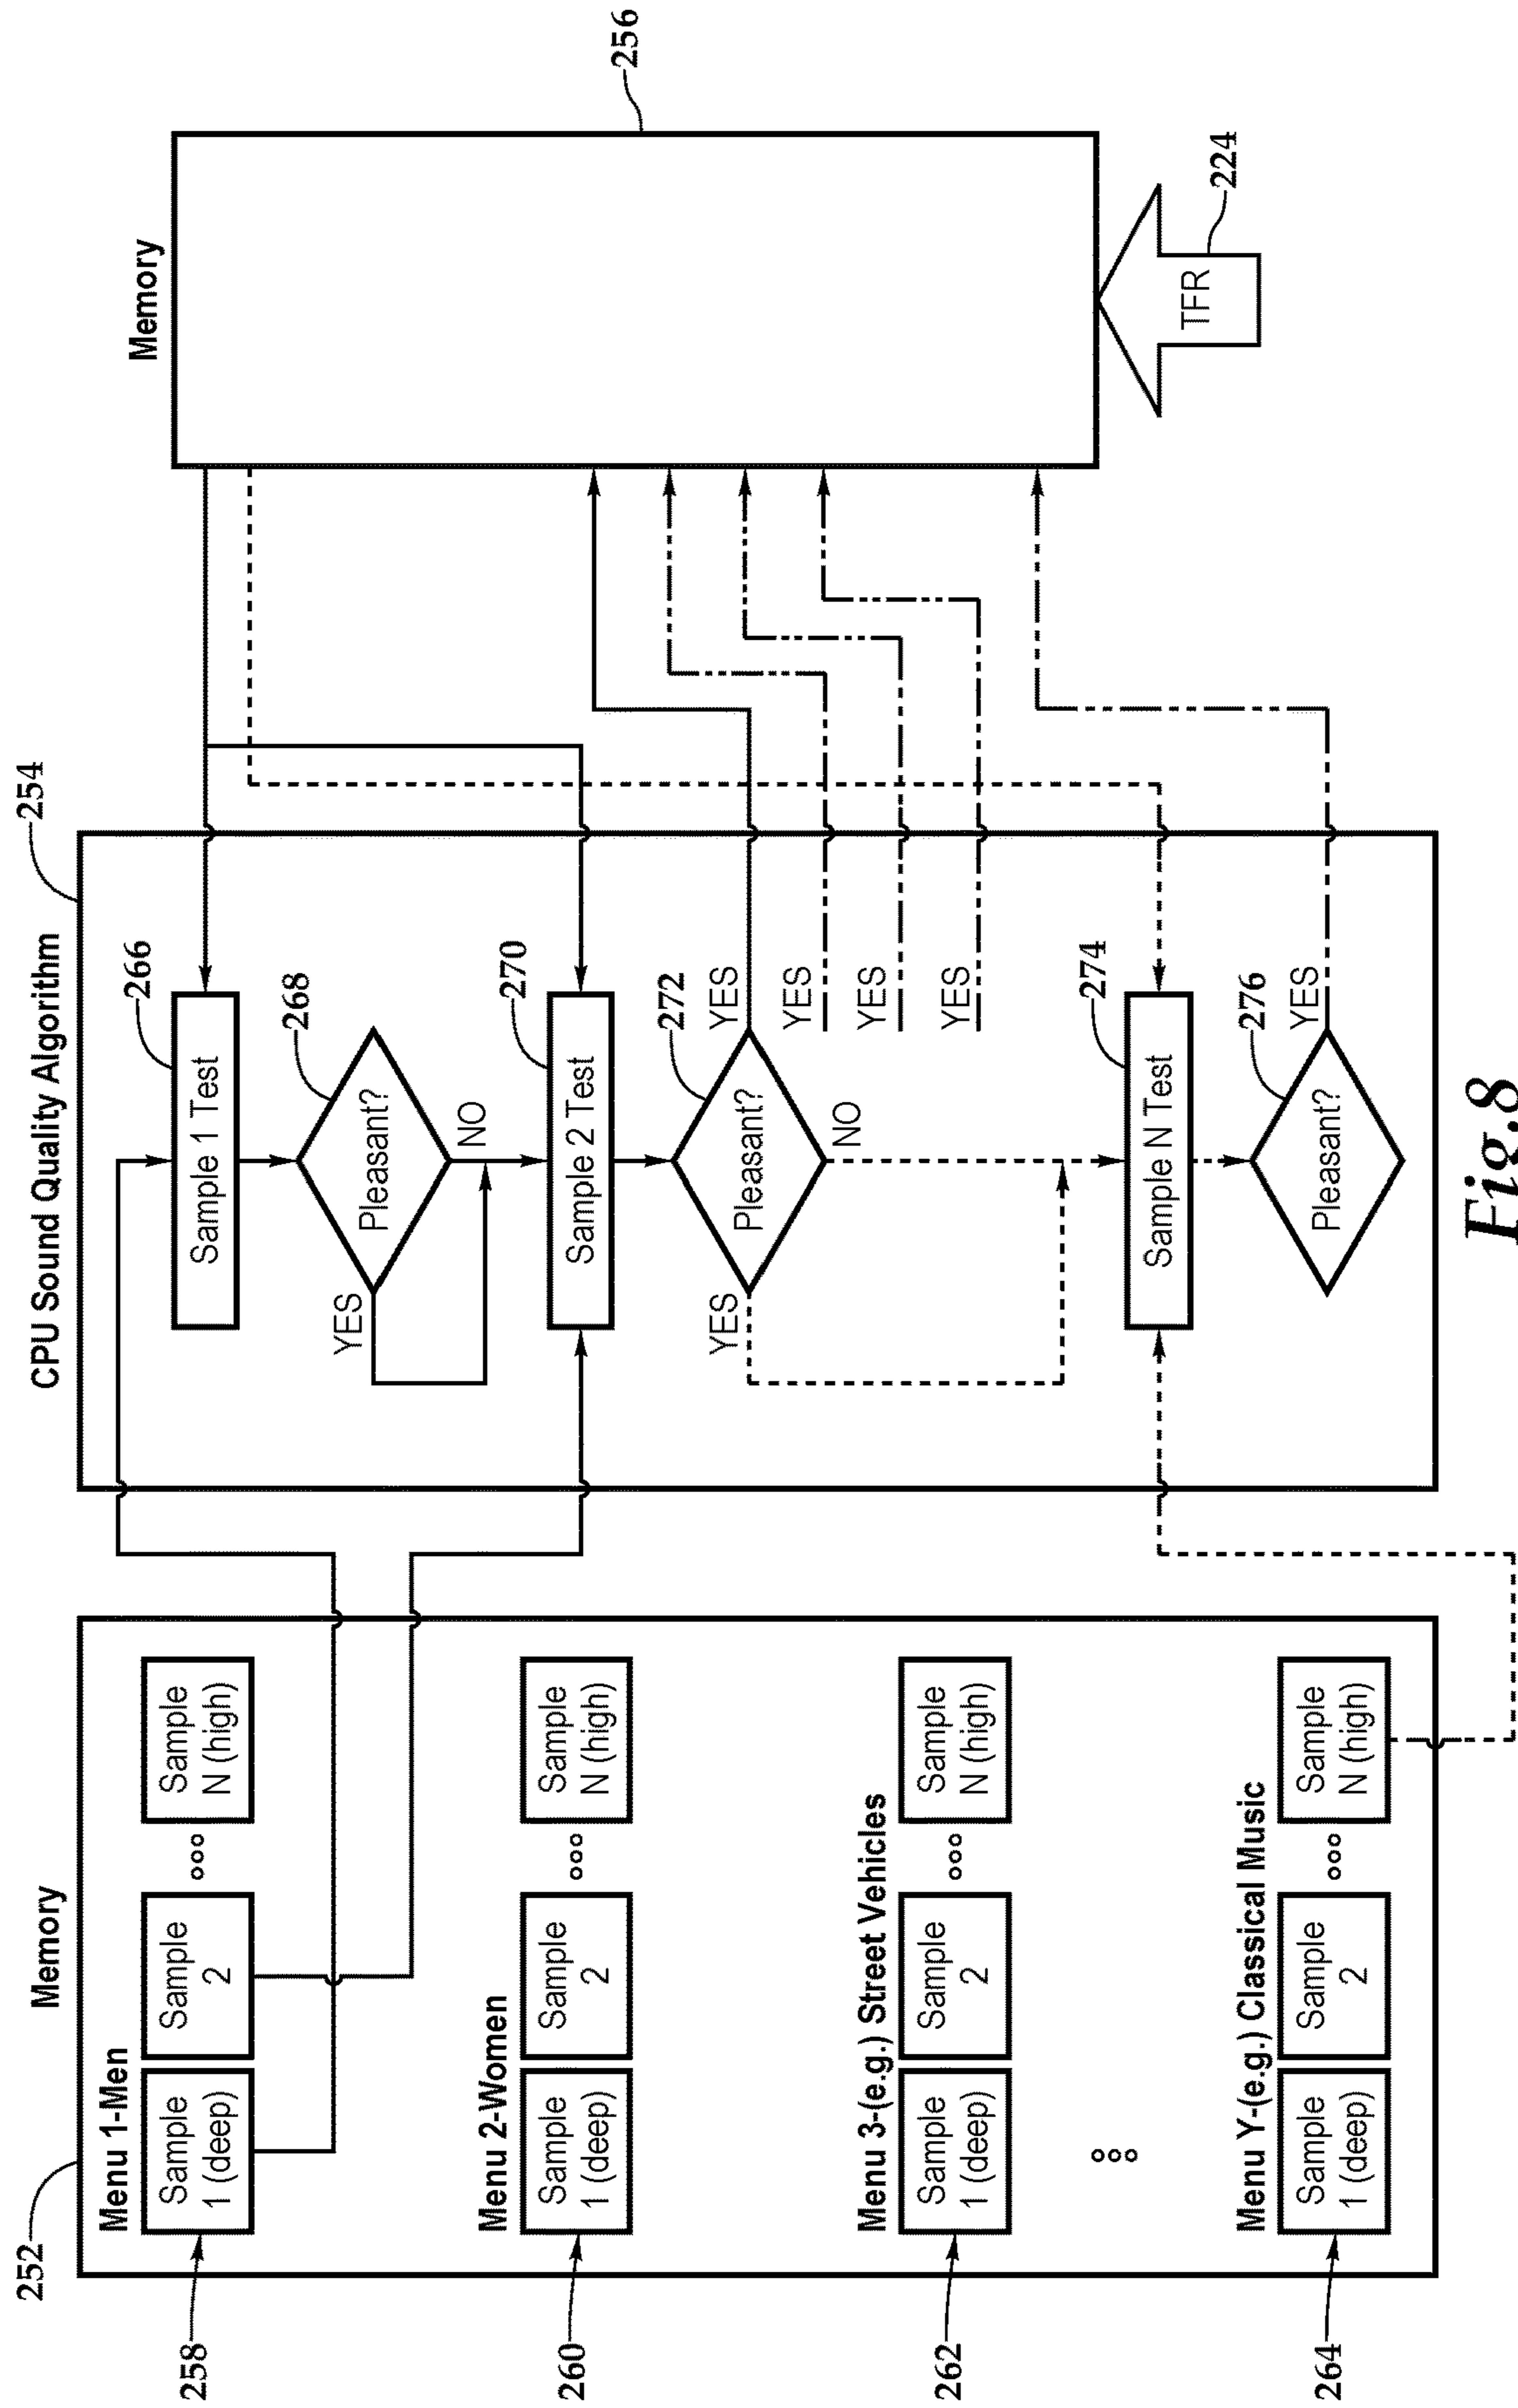 Memory
252
Menu 1-Men
Sample
1 (deep)
Sample
2
Sample
N (high)
258
Menu 2-Women
Sample
1 (deep)
Sample
2
Sample
N (high)
260
Menu 3-(e.g.) Street Vehicles
Sample
1 (deep)
Sample
2
Sample
N (high)
262
Menu Y-(e.g.) Classical Music
Sample
1 (deep)
Sample
2
Sample
N (high)
264
CPU Sound Quality Algorithm
254
Sample 1 Test
266
Pleasant?
268
YES
NO
Sample 2 Test
270
Pleasant?
272
YES
YES
NO
YES
YES
YES
Sample N Test
274
Pleasant?
276
YES
Memory
256
TFR
224
Fig.8